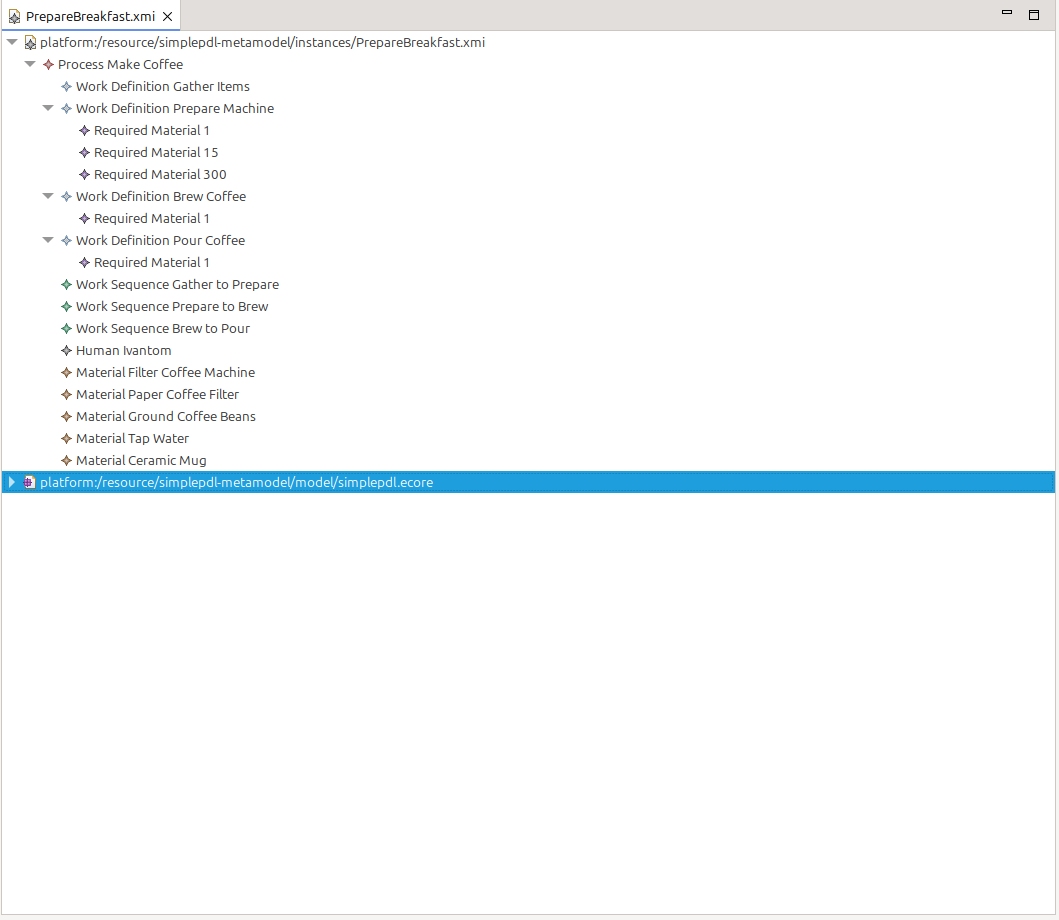 PrepareBreakfast.xmi
platform:/resource/simplepdl-metamodel/instances/PrepareBreakfast.xmi
Process Make Coffee
Work Definition Gather Items
Work Definition Prepare Machine
Required Material 1
Required Material 15
Required Material 300
Work Definition Brew Coffee
Required Material 1
Work Definition Pour Coffee
Required Material 1
Work Sequence Gather to Prepare
Work Sequence Prepare to Brew
Work Sequence Brew to Pour
Human Ivantom
Material Filter Coffee Machine
Material Paper Coffee Filter
Material Ground Coffee Beans
Material Tap Water
Material Ceramic Mug
platform:/resource/simplepdl-metamodel/model/simplepdl.ecore